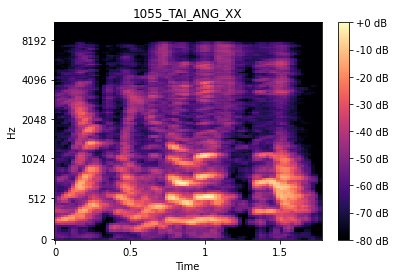 1055_TAI_ANG_XX
+0 dB
8192
-10 dB
4096
-20 dB
-30 dB
2048
Hz
-40 dB
1024
-50 dB
512
-60 dB
-70 dB
0
-80 dB
0 0.5 1 1.5
Time